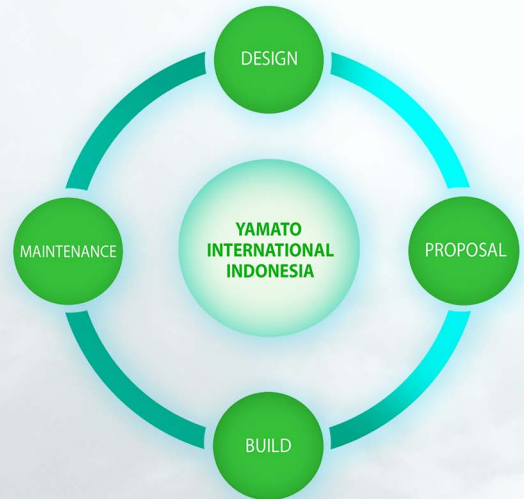 DESIGN
MAINTENANCE
YAMATO
INTERNATIONAL
INDONESIA
PROPOSAL
BUILD